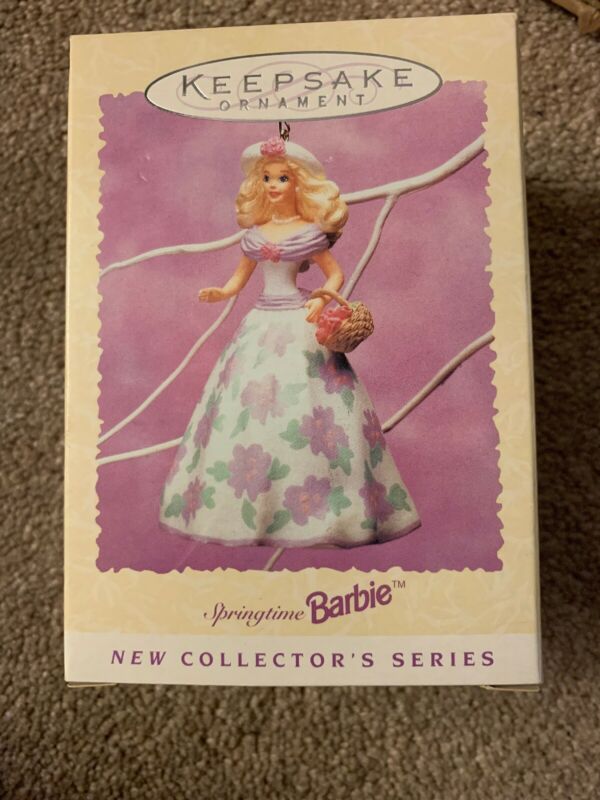 KEEPSAKE
ORNAMENT
Springtime Barbie™
NEW COLLECTOR'S SERIES